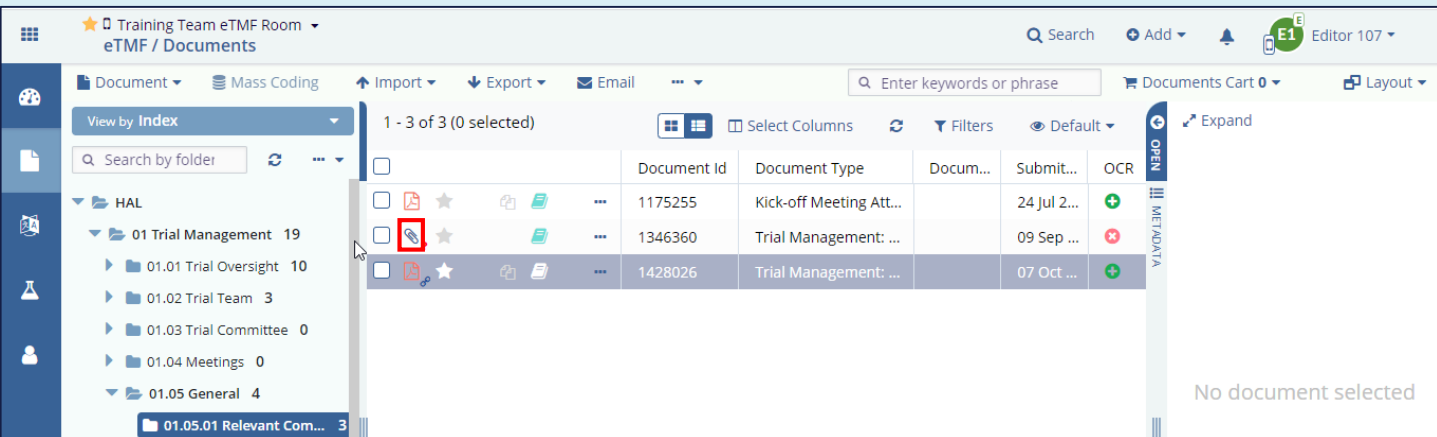 Training Team eTMF Room
eTMF / Documents
Search
Add
E
E1
Editor 107
Document
Mass Coding
Import
Export
Email
Enter keywords or phrase
Documents Cart 0
Layout
View by Index
1 - 3 of 3 (0 selected)
Select Columns
Filters
Default
OPEN
Expand
Search by folder
Document Id
Document Type
Docum...
Submit...
OCR
METADATA
HAL
1175255
Kick-off Meeting Att...
24 Jul 2...
01 Trial Management 19
1346360
Trial Management: ...
09 Sep ...
01.01 Trial Oversight 10
1428026
Trial Management: ...
07 Oct ...
01.02 Trial Team 3
01.03 Trial Committee 0
01.04 Meetings 0
01.05 General 4
01.05.01 Relevant Com... 3
No document selected